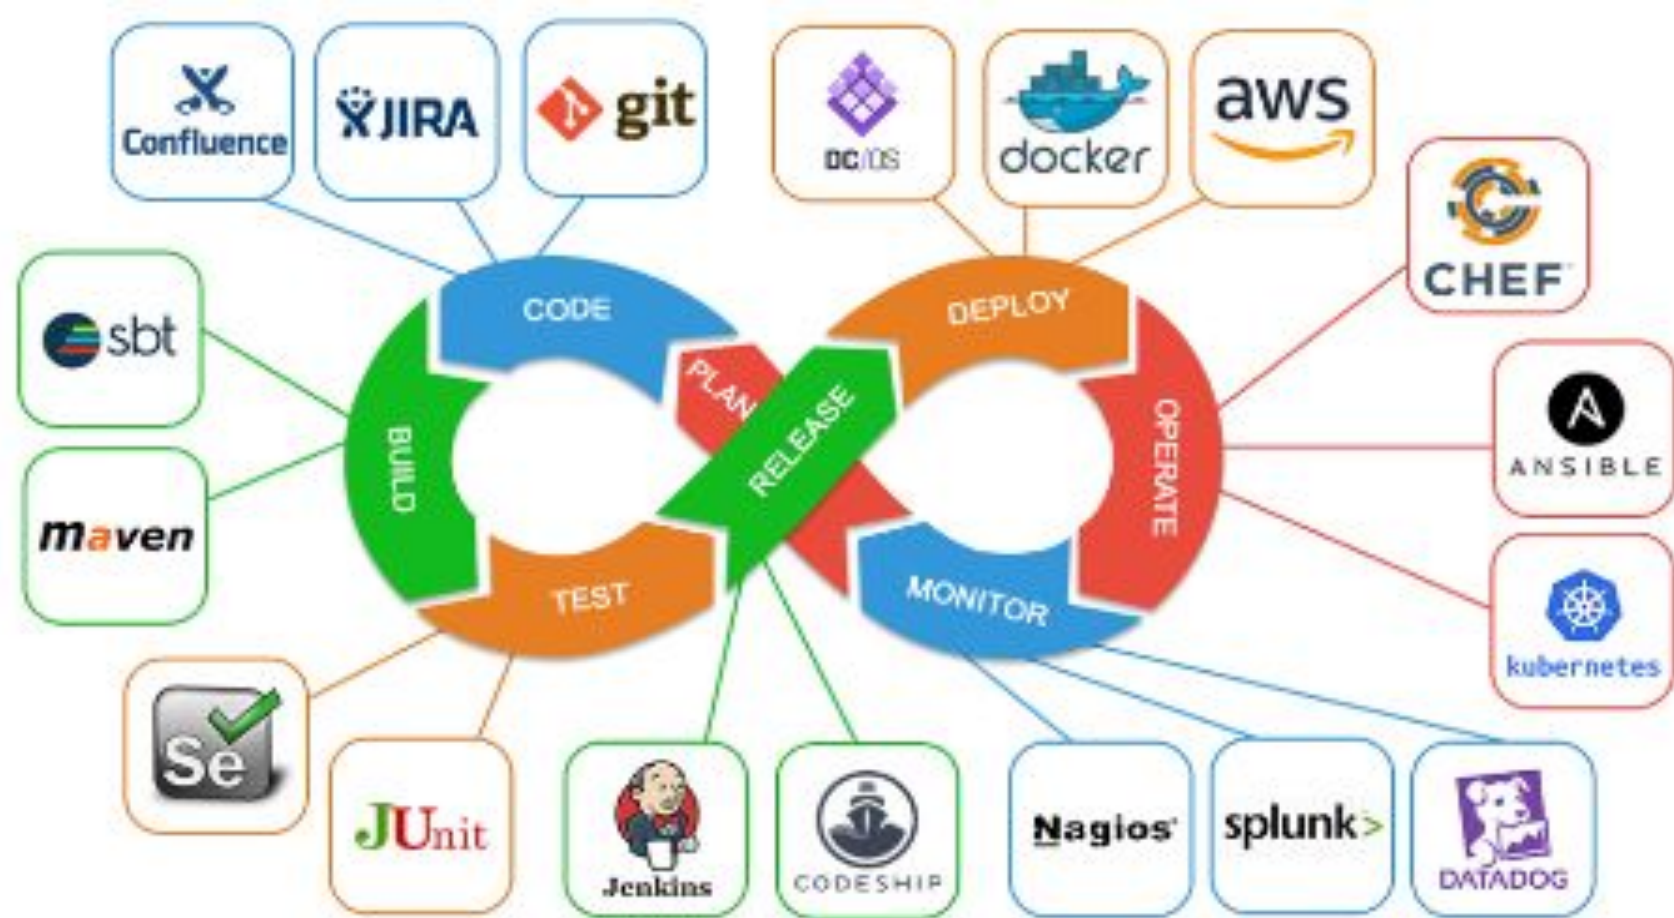 Confluence
JIRA
git
DC/OS
docker
aws
CHEF
sbt
CODE
DEPLOY
PLAN
RELEASE
BUILD
OPERATE
ANSIBLE
maven
TEST
MONITOR
kubernetes
Se
JUnit
Jenkins
CODESHIP
Nagios
splunk>
DATADOG